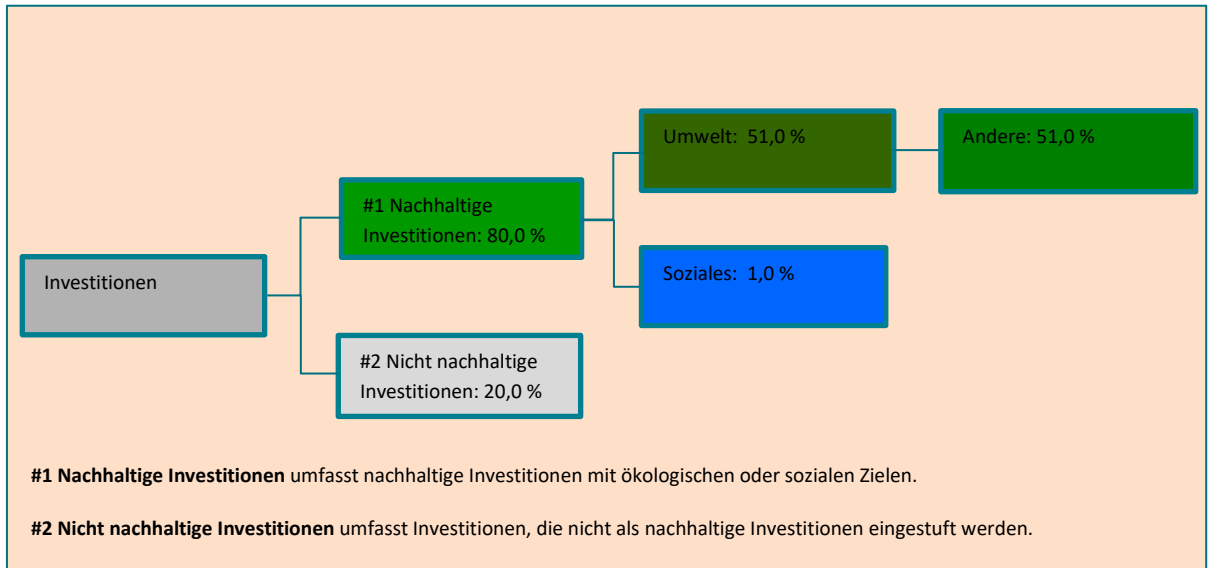 Umwelt: 51,0 %
Andere: 51,0 %
#1 Nachhaltige
Investitionen: 80,0 %
Investitionen
Soziales: 1,0 %
#2 Nicht nachhaltige
Investitionen: 20,0 %
#1 Nachhaltige Investitionen umfasst nachhaltige Investitionen mit ökologischen oder sozialen Zielen.
#2 Nicht nachhaltige Investitionen umfasst Investitionen, die nicht als nachhaltige Investitionen eingestuft werden.